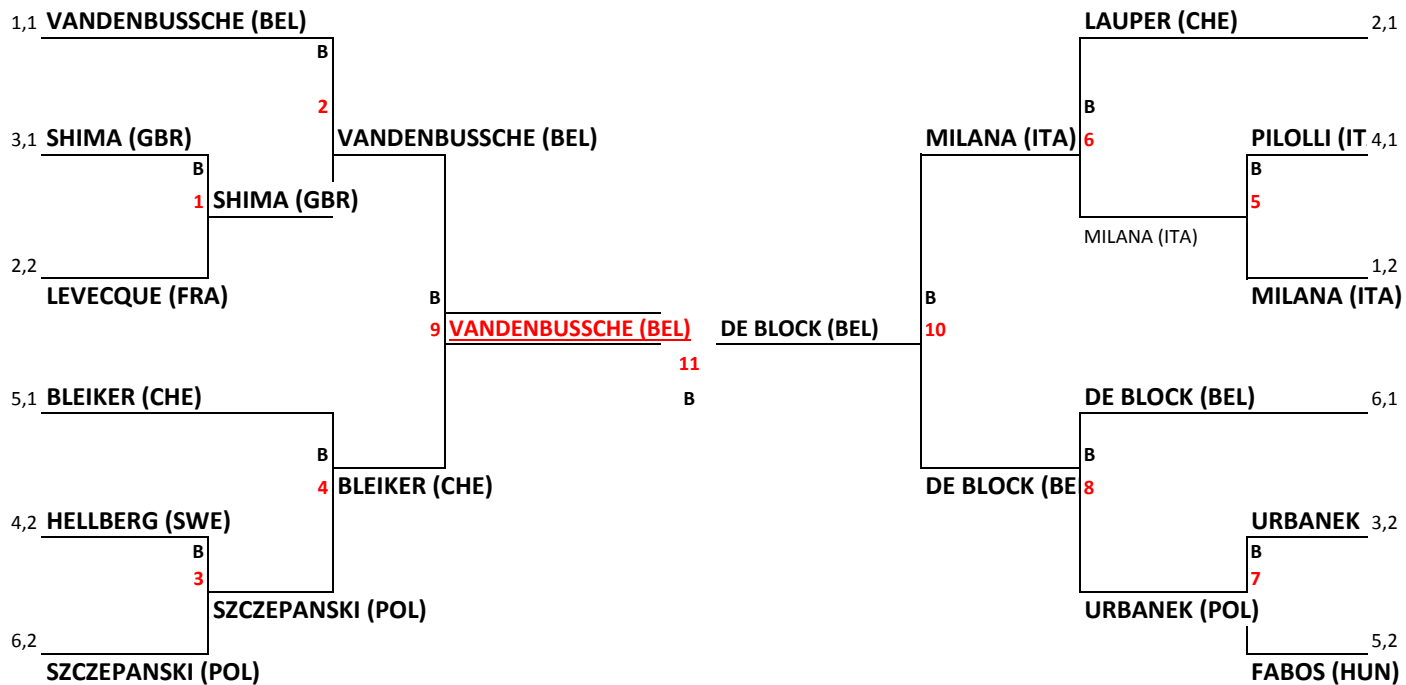 1,1 VANDENBUSSCHE (BEL) LAUPER (CHE) 2,1
B
2 B
3,1 SHIMA (GBR) VANDENBUSSCHE (BEL) MILANA (ITA) 6 PILOLLI (IT 4,1
B B
1 SHIMA (GBR) 5
MILANA (ITA)
2,2 1,2
LEVECQUE (FRA) B B MILANA (ITA)
9 VANDENBUSSCHE (BEL) DE BLOCK (BEL) 10
11
5,1 BLEIKER (CHE) B DE BLOCK (BEL) 6,1
B B
4 BLEIKER (CHE) DE BLOCK (BE 8
4,2 HELLBERG (SWE) URBANEK 3,2
B B
3 7
SZCZEPANSKI (POL) URBANEK (POL)
6,2 5,2
SZCZEPANSKI (POL) FABOS (HUN)